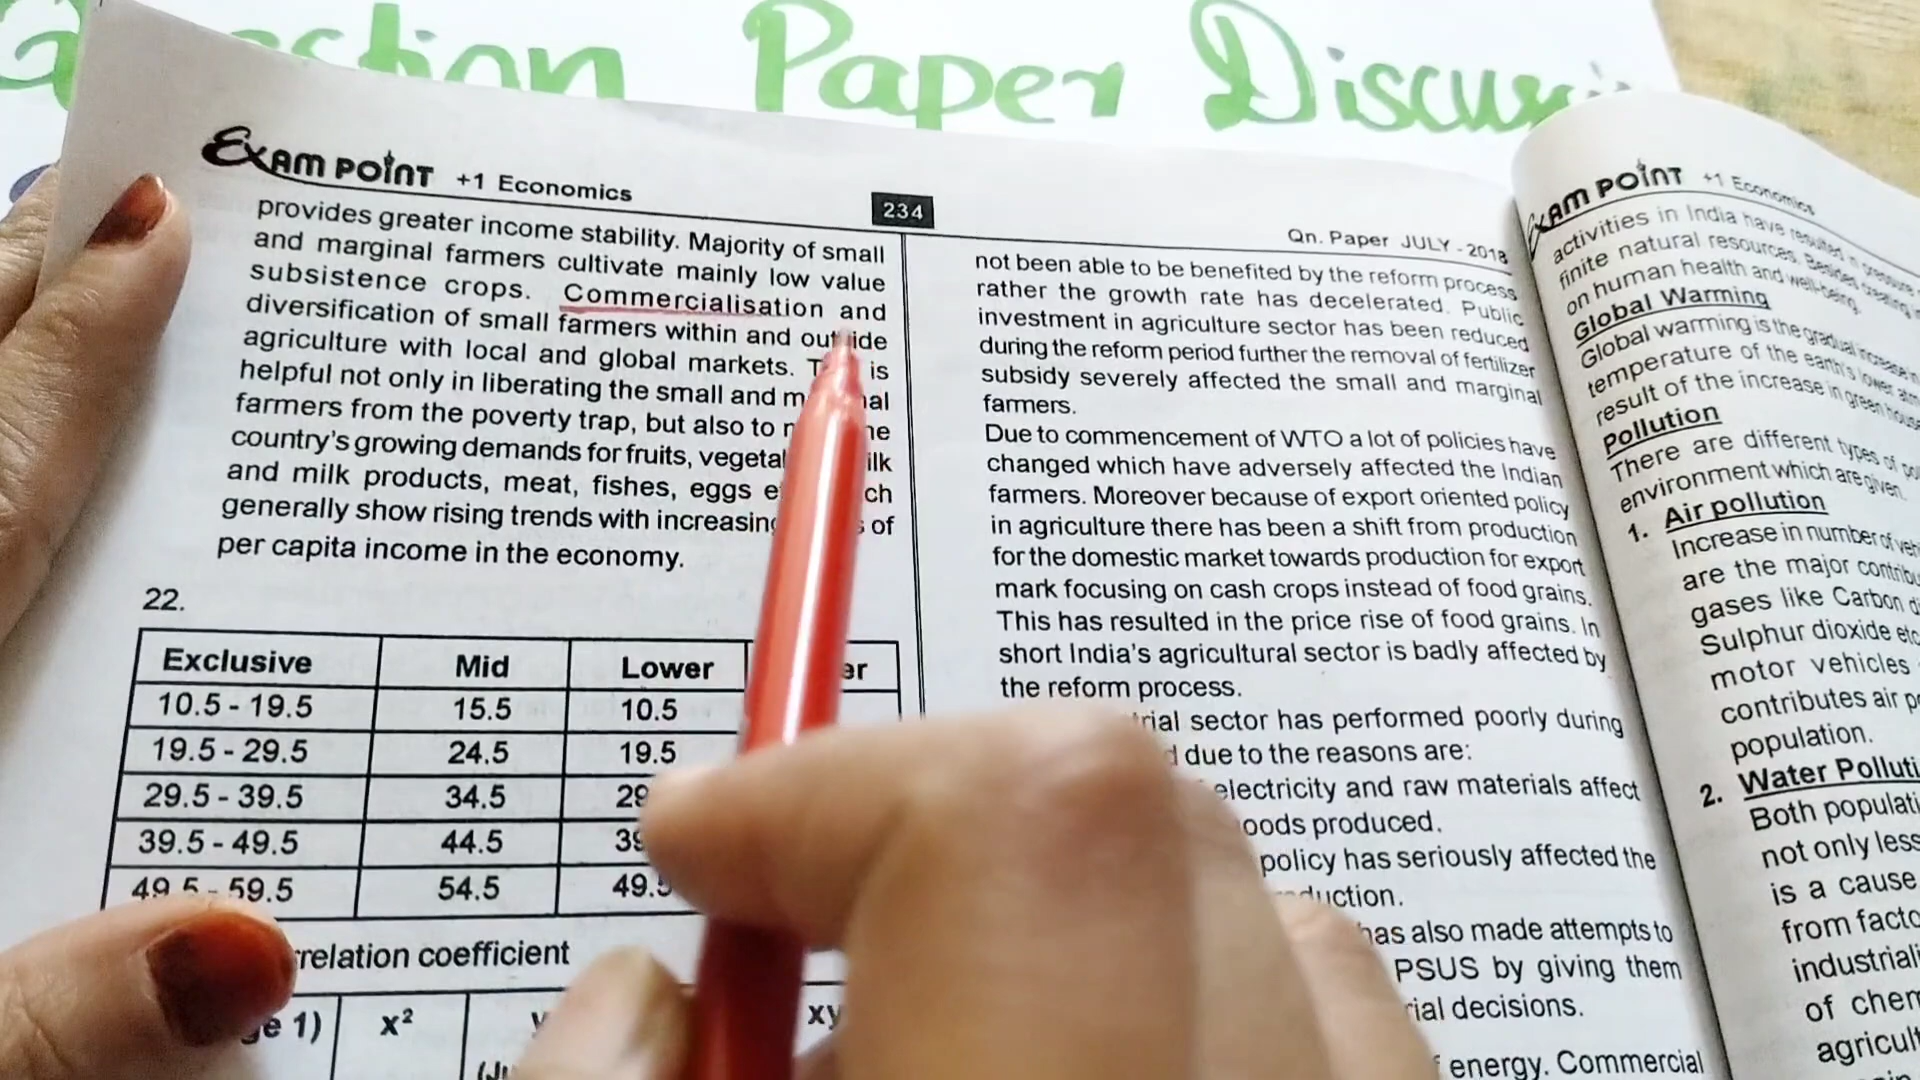 Paper
EXAM POINT +1 Economics
234
Qn. Paper JULY - 2018
provides greater income stability. Majority of small
and marginal farmers cultivate mainly low value
subsistence crops. Commercialisation and
diversification of small farmers within and outside
agriculture with local and global markets. is
helpful not only in liberating the small and
farmers from the poverty trap, but also to
country's growing demands for fruits,
and milk products, meat, fishes, eggs
generally show rising trends with of
per capita income in the economy.
22.
Exclusive Mid Lower
10.5 - 19.5 15.5 10.5
19.5 - 29.5 24.5 19.5
29.5 - 39.5 34.5
39.5 - 49.5 44.5
49.5 - 59.5 54.5 49.5
coefficient
1) x² xy
not been able to be benefited by the reform process
rather the growth rate has decelerated. Public
investment in agriculture sector has been reduced
during the reform period further the removal of fertilizer
subsidy severely affected the small and marginal
farmers.
Due to commencement of WTO a lot of policies have
changed which have adversely affected the Indian
farmers. Moreover because of export oriented policy
in agriculture there has been a shift from production
for the domestic market towards production for export
mark focusing on cash crops instead of food grains.
This has resulted in the price rise of food grains. In
short India's agricultural sector is badly affected by
the reform process.
sector has performed poorly during
due to the reasons are:
electricity and raw materials affect
produced.
policy has seriously affected the
has also made attempts to
PSUS by giving them
decisions.
energy. Commercial
EXAM POINT +1 Economics
activities in India have resulted in
finite natural resources. Besides
on human health and well-being.
Global Warming
Global warming is the gradual increase in
temperature of the earth's lower
result of the increase in green
Pollution
There are different types of
environment which are given.
1. Air pollution
Increase in number of
are the major
gases like Carbon
Sulphur dioxide etc
motor vehicles
contributes air
population.
2. Water
Both
not only less
is a cause
from
of